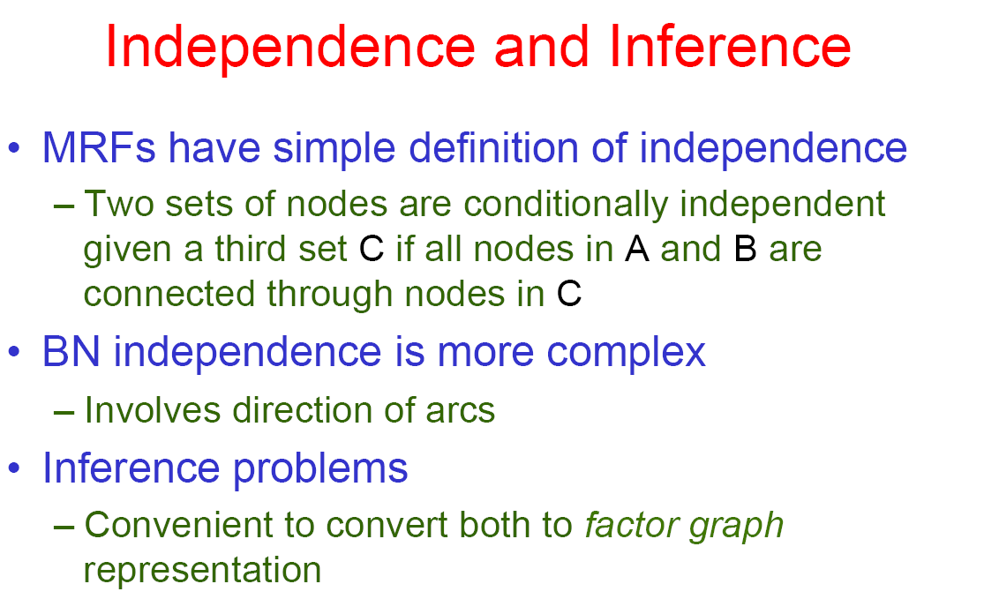 Independence and Inference
• MRFs have simple definition of independence
– Two sets of nodes are conditionally independent
given a third set C if all nodes in A and B are
connected through nodes in C
• BN independence is more complex
– Involves direction of arcs
• Inference problems
– Convenient to convert both to factor graph
representation